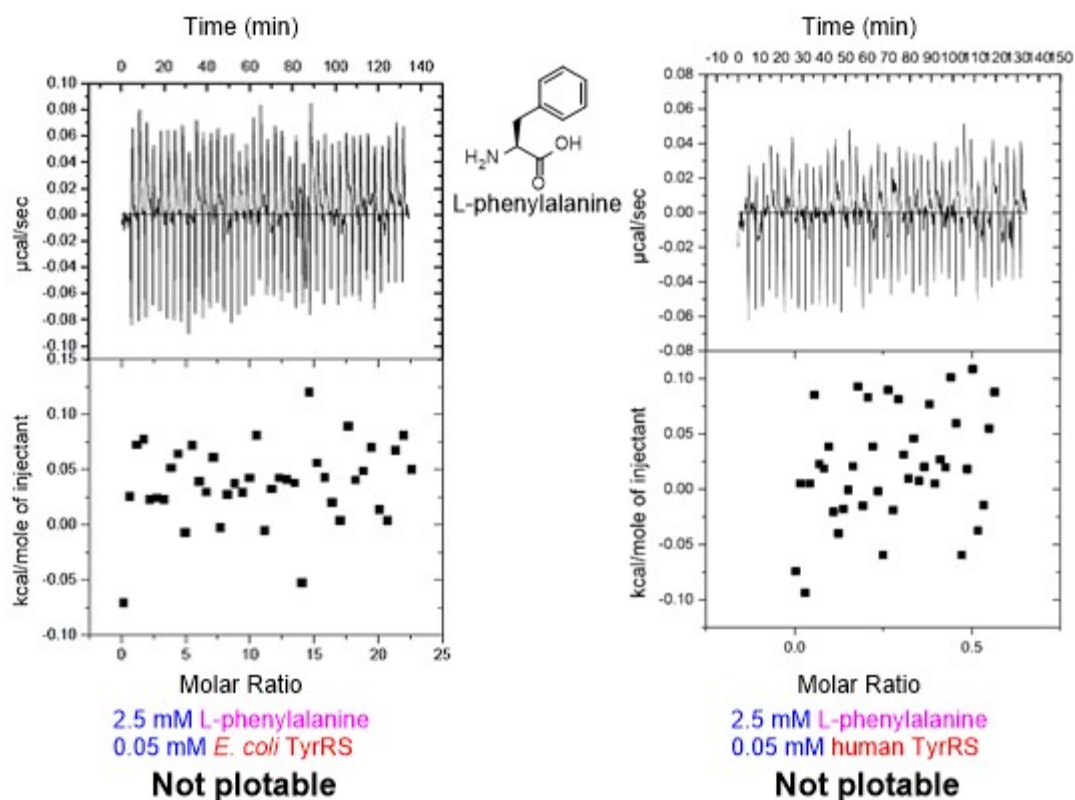 Time (min)
0 20 40 60 80 100 120 140
0.10
0.08
0.06
0.04
0.02
0.00
-0.02
-0.04
-0.06
-0.08
-0.10
µcal/sec
0.15
0.10
0.05
0.00
-0.05
-0.10
kcal/mole of injectant
0 5 10 15 20 25
Molar Ratio
2.5 mM L-phenylalanine
0.05 mM E. coli TyrRS
Not plotable
H₂N
OH
O
L-phenylalanine
Time (min)
-10 0 10 20 30 40 50 60 70 80 90 100 110 120 130 140 150
0.08
0.06
0.04
0.02
0.00
-0.02
-0.04
-0.06
-0.08
µcal/sec
0.10
0.05
0.00
-0.05
-0.10
kcal/mole of injectant
0.0 0.5
Molar Ratio
2.5 mM L-phenylalanine
0.05 mM human TyrRS
Not plotable